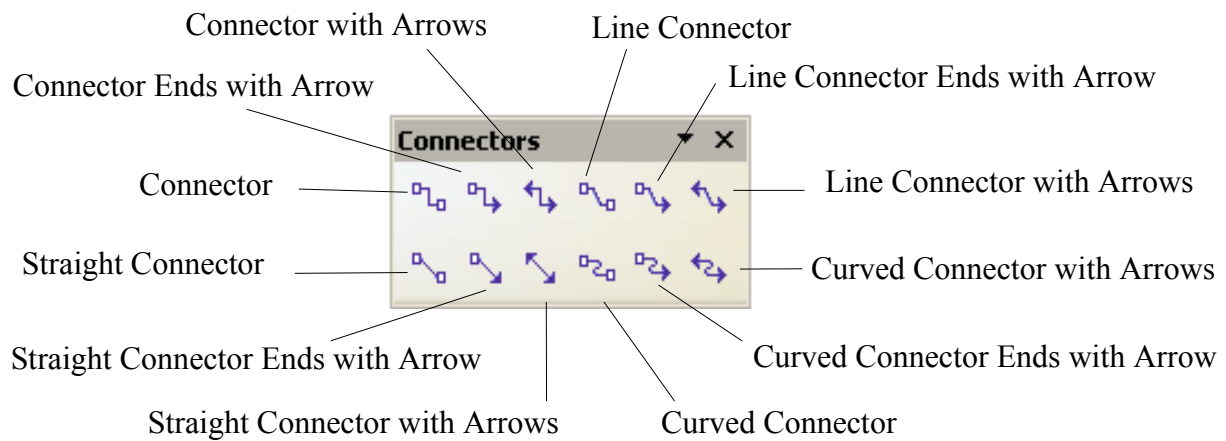 Connector with Arrows
Line Connector
Connector Ends with Arrow
Line Connector Ends with Arrow
Connectors
Connector
Line Connector with Arrows
Straight Connector
Curved Connector with Arrows
Straight Connector Ends with Arrow
Curved Connector Ends with Arrow
Straight Connector with Arrows
Curved Connector